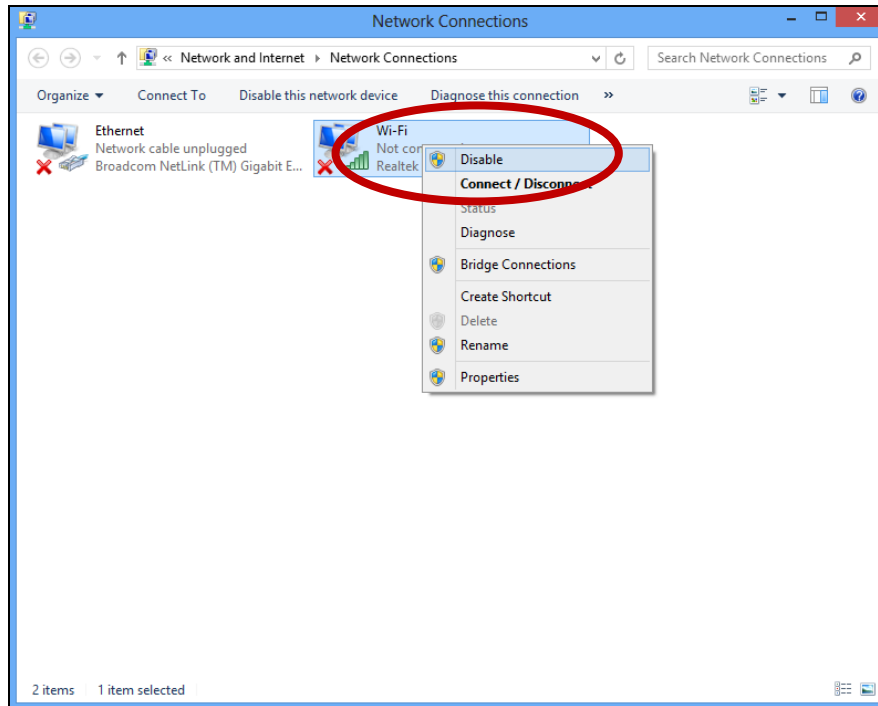 Network Connections
« Network and Internet ▸ Network Connections
Search Network Connections
Organize Connect To Disable this network device Diagnose this connection »
Ethernet
Network cable unplugged
Broadcom NetLink (TM) Gigabit E...
Wi-Fi
Not
Realtek
Disable
Connect / Disconnect
Status
Diagnose
Bridge Connections
Create Shortcut
Delete
Rename
Properties
2 items 1 item selected